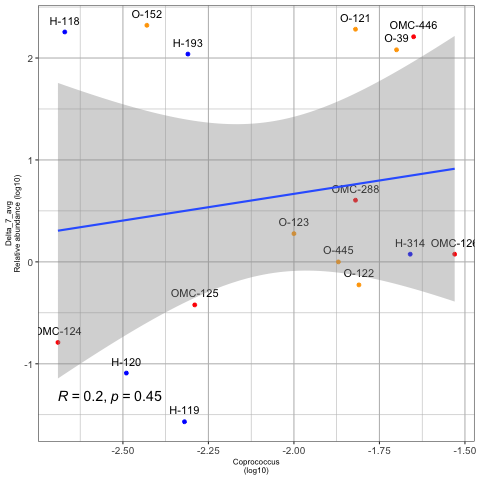 O-152
H-118
O-121
OMC-446
O-39
H-193
2
1
OMC-288
O-123
O-445
H-314
OMC-126
0
O-122
OMC-125
OMC-124
-1
H-120
R = 0.2, p = 0.45
H-119
Delta_7_avg
Relative abundance (log10)
-2.50
-2.25
-2.00
-1.75
-1.50
Coprococcus
(log10)